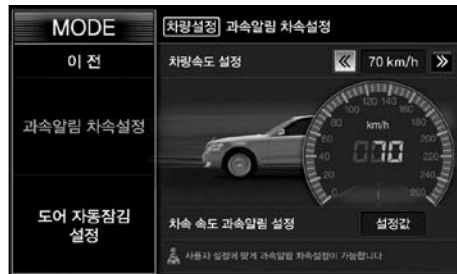 MODE
[차량설정] 과속알림 차속설정
이 전
차량속도 설정
≪ 70 km/h ≫
과속알림 차속설정
km/h
70
도어 자동잠김
설정
차속 속도 과속알림 설정
설정값
사용자 설정에 맞게 과속알림 차속설정이 가능합니다